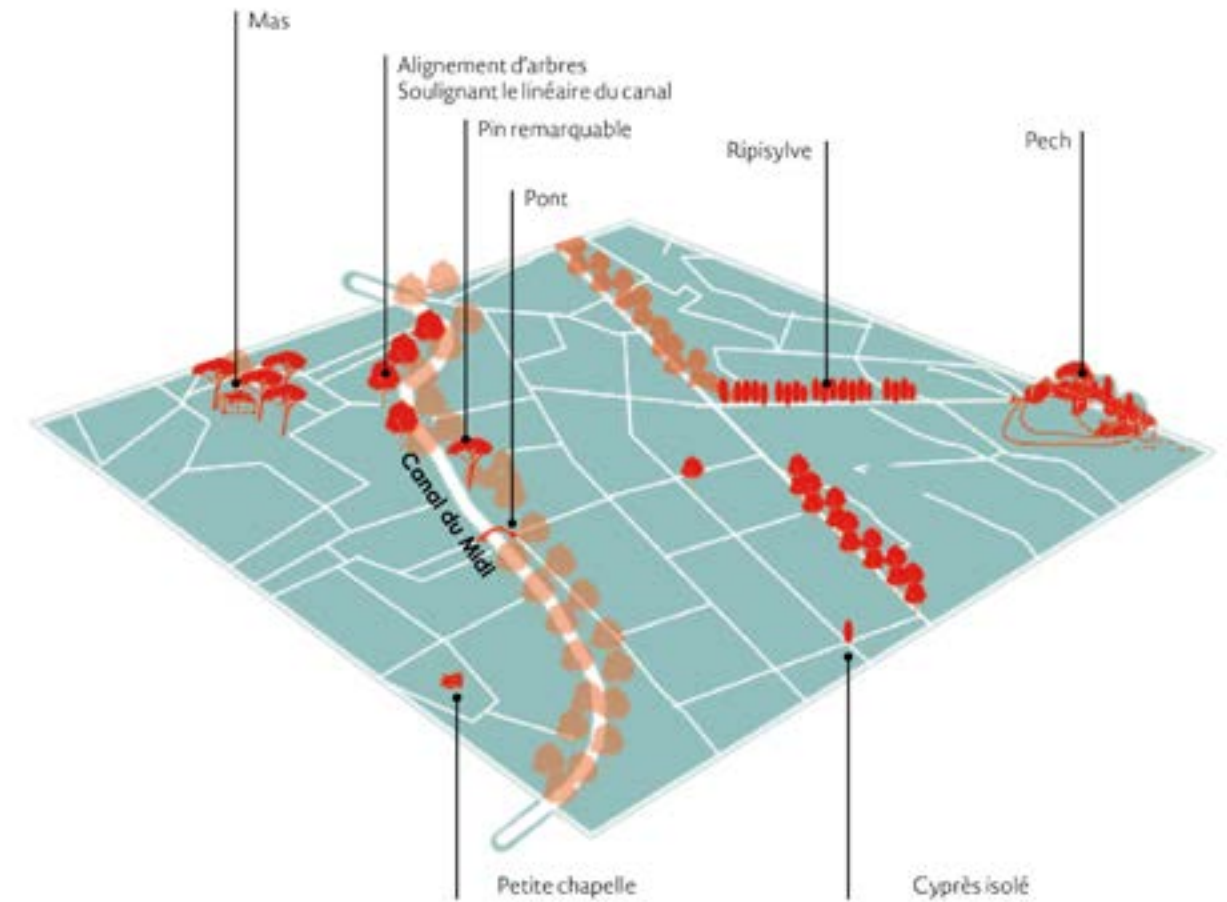 Mas
Alignement d'arbres
Soulignant le linéaire du canal
Pin remarquable
Ripisylve
Pech
Pont
Canal du Midi
Petite chapelle
Cyprès isolé